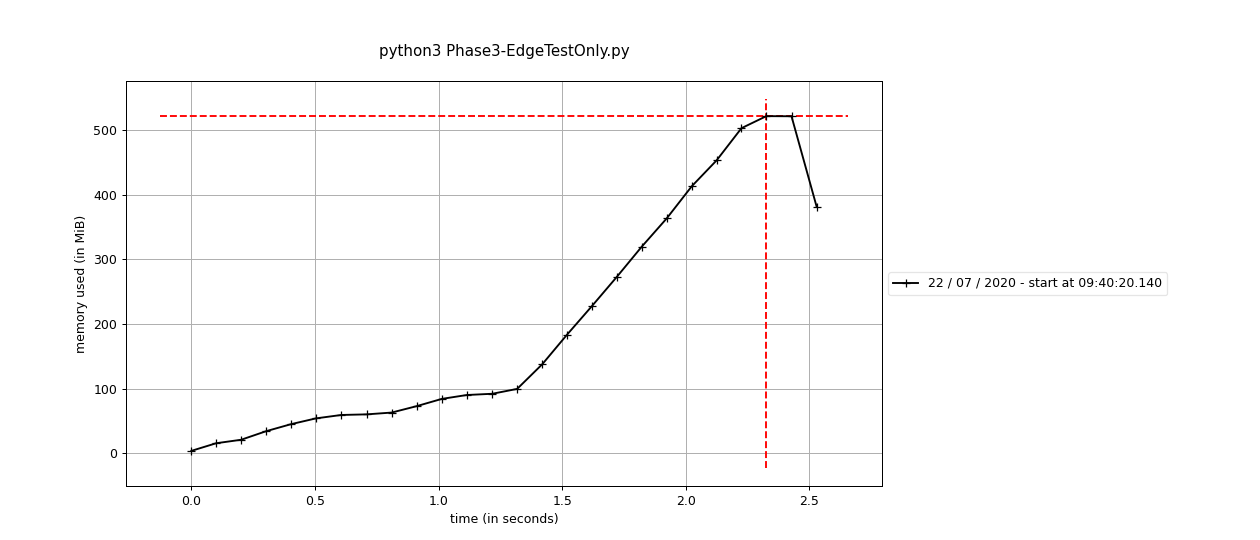 python3 Phase3-EdgeTestOnly.py
memory used (in MiB)
500
400
300
200
100
0
0.0 0.5 1.0 1.5 2.0 2.5
time (in seconds)
22 / 07 / 2020 - start at 09:40:20.140